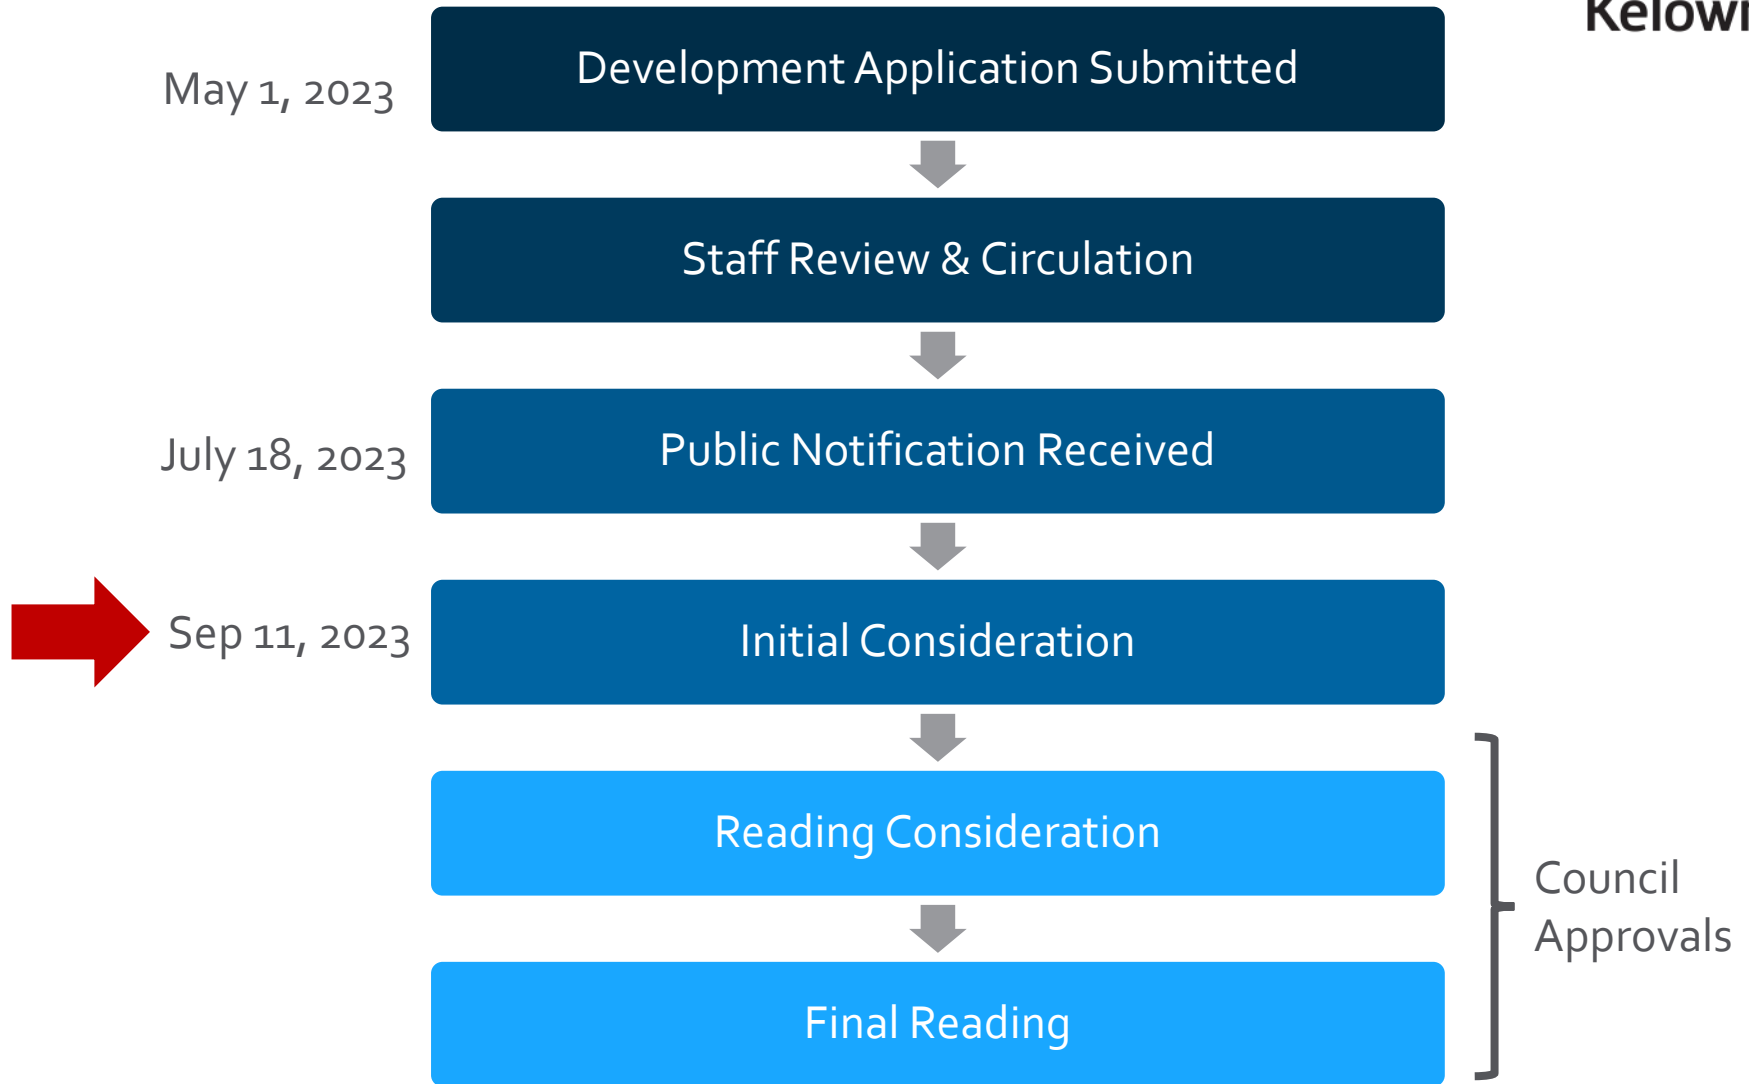 Kelown
May 1, 2023
Development Application Submitted
Staff Review & Circulation
July 18, 2023
Public Notification Received
Sep 11, 2023
Initial Consideration
Reading Consideration
Council
Approvals
Final Reading